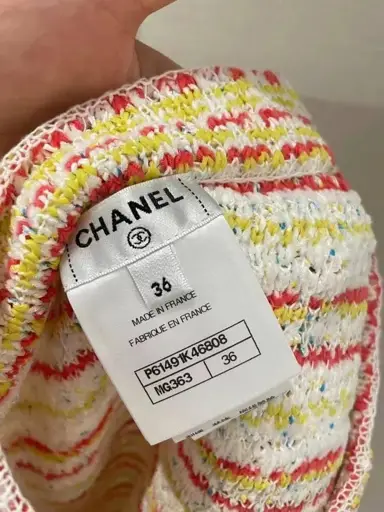 CHANEL
36
MADE IN FRANCE
FABRIQUE EN FRANCE
P61491K46808
MG363 36